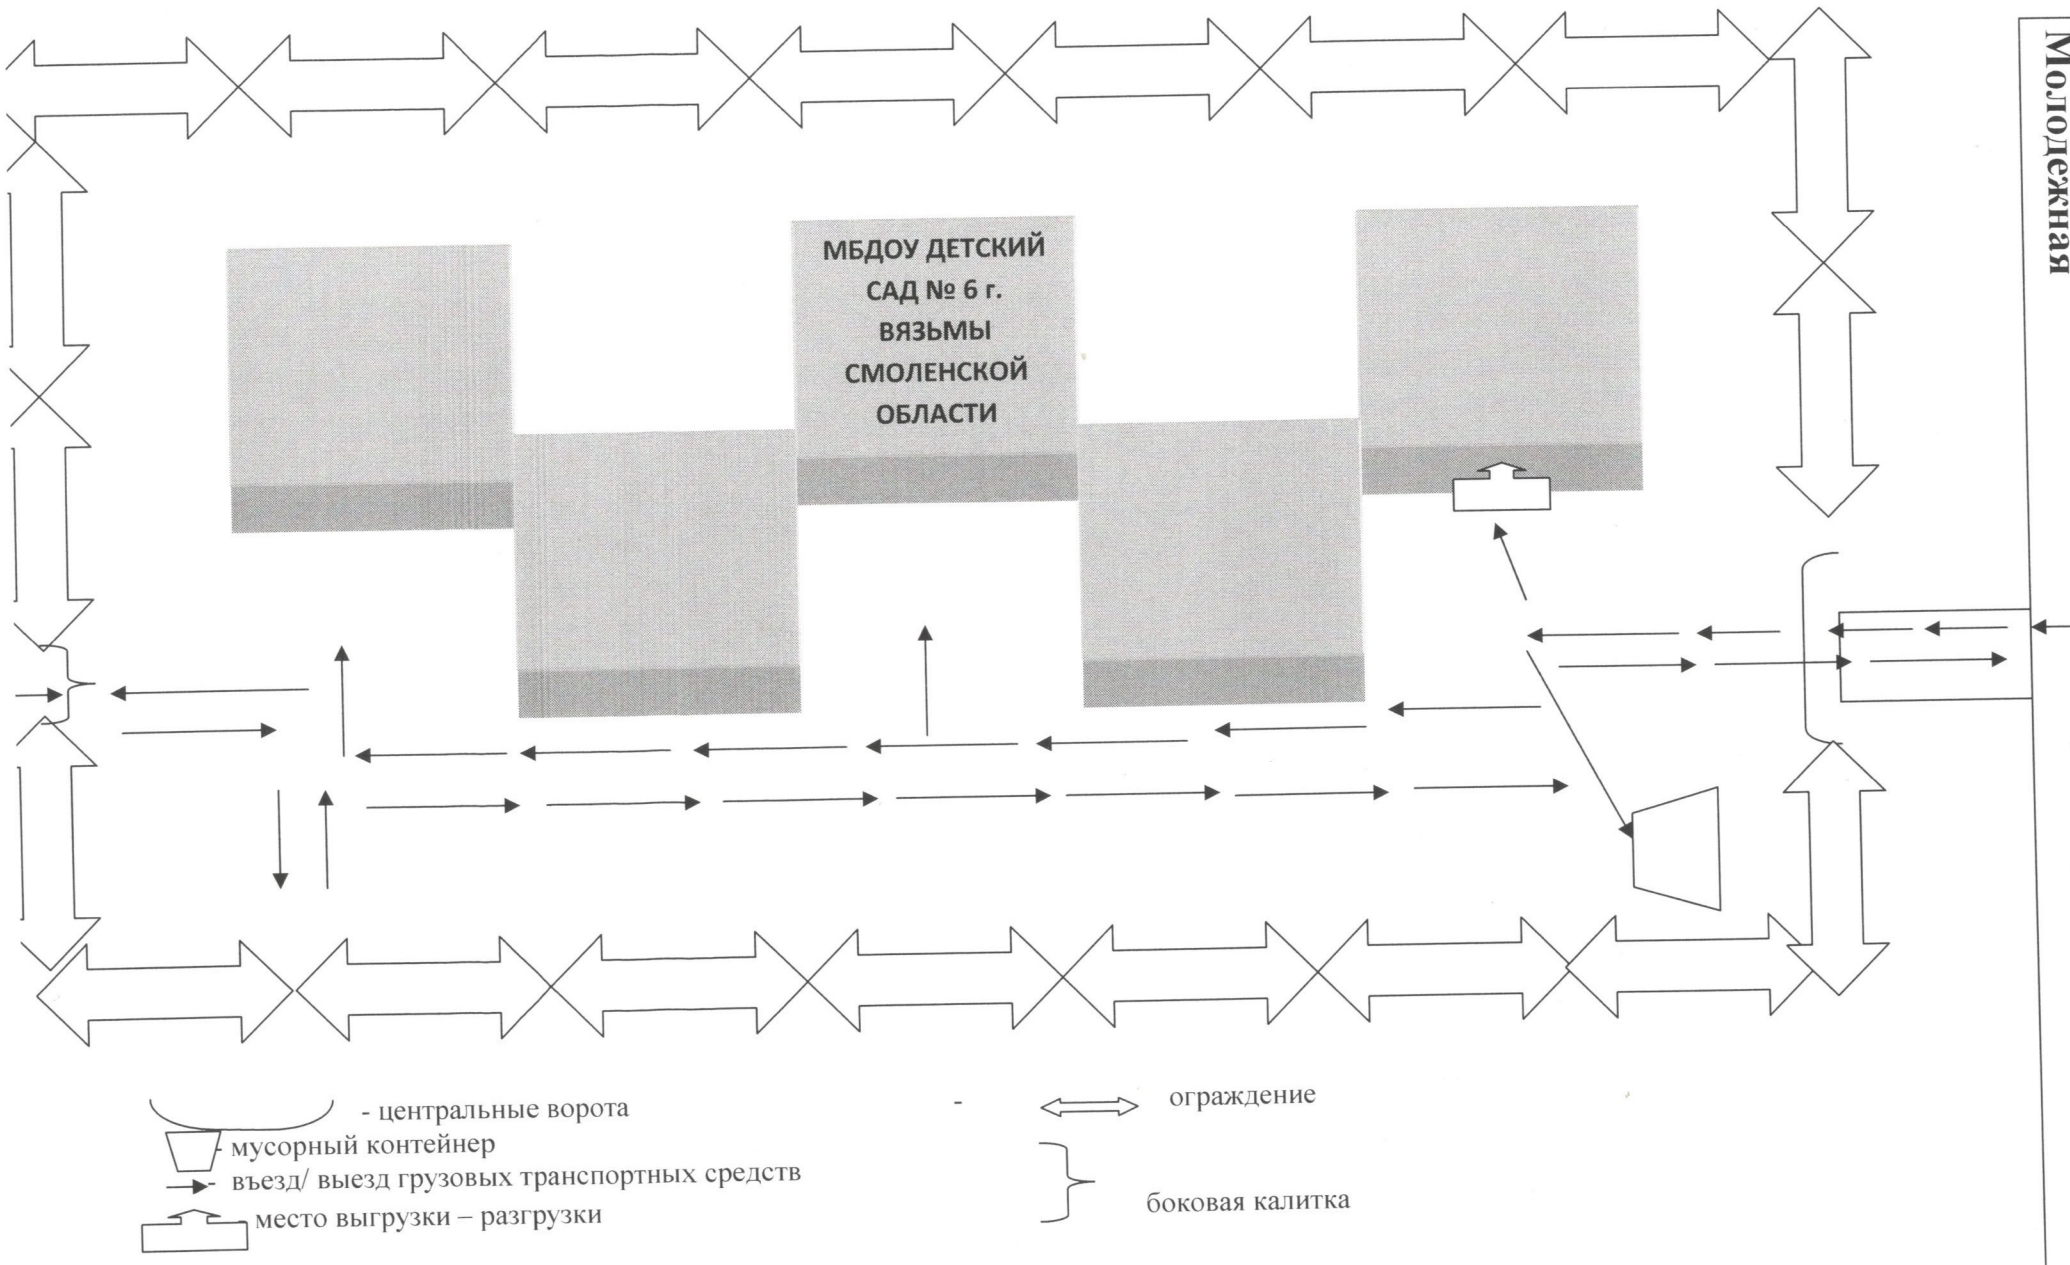 Молодежная
МБДОУ ДЕТСКИЙ
САД № 6 г.
ВЯЗЬМЫ
СМОЛЕНСКОЙ
ОБЛАСТИ
- центральные ворота
- мусорный контейнер
- въезд/ выезд грузовых транспортных средств
- место выгрузки – разгрузки
- ограждение
боковая калитка